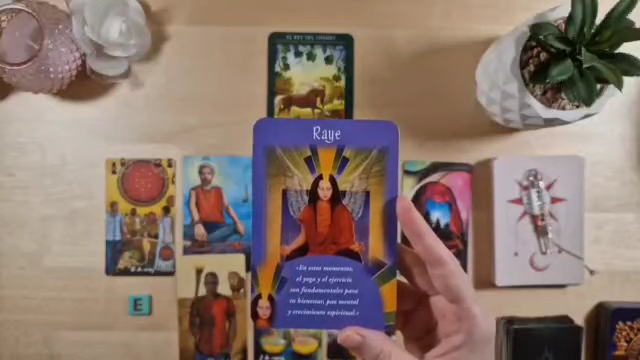 Raye
«En estos momentos,
el yoga y el ejercicio
son fundamentales para
tu bienestar, paz mental
y crecimiento espiritual.»
E